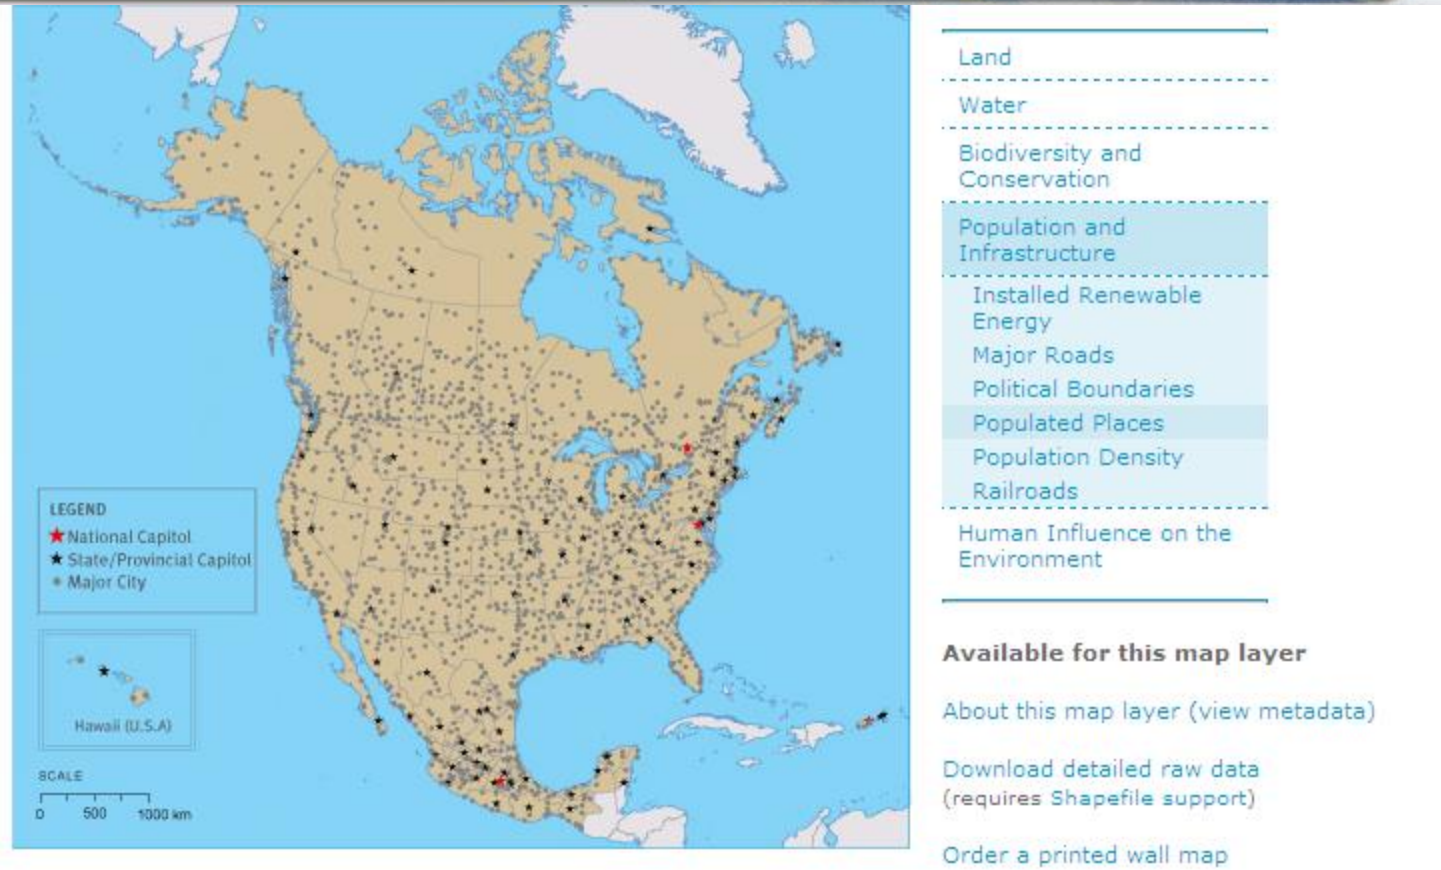 LEGEND
National Capitol
State/Provincial Capitol
Major City
Hawaii (U.S.A)
SCALE
0 500 1000 km
Land
Water
Biodiversity and
Conservation
Population and
Infrastructure
Installed Renewable
Energy
Major Roads
Political Boundaries
Populated Places
Population Density
Railroads
Human Influence on the
Environment
Available for this map layer
About this map layer (view metadata)
Download detailed raw data
(requires Shapefile support)
Order a printed wall map